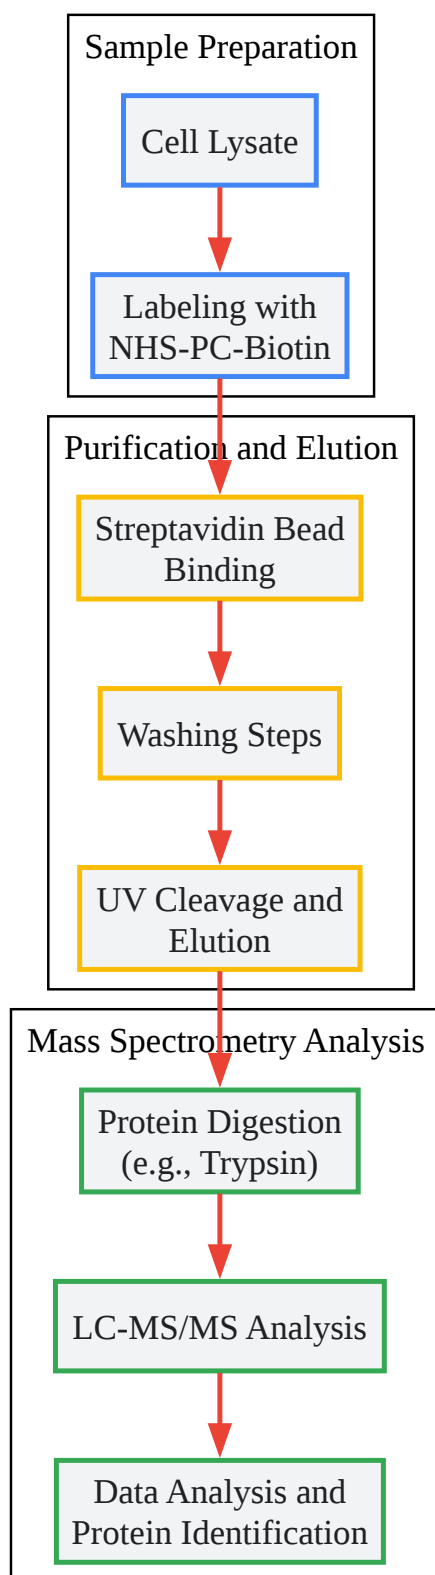 Sample Preparation
Cell Lysate
Labeling with
NHS-PC-Biotin
Purification and Elution
Streptavidin Bead
Binding
Washing Steps
UV Cleavage and
Elution
Mass Spectrometry Analysis
Protein Digestion
(e.g., Trypsin)
LC-MS/MS Analysis
Data Analysis and
Protein Identification